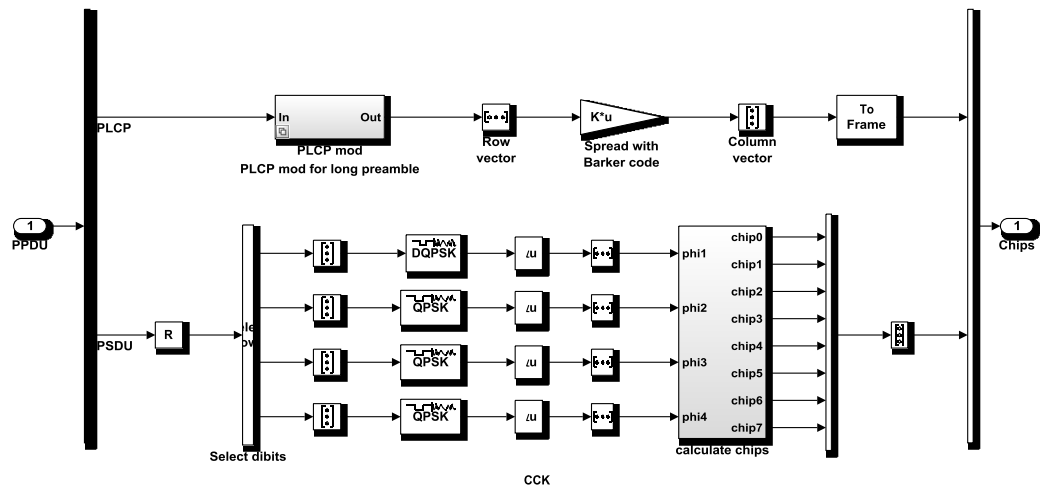 In Out
PLCP
PLCP mod
PLCP mod for long preamble
Row
vector
K*u
Spread with
Barker code
Column
vector
To
Frame
1
PPDU
1
Chips
PSDU
R
Select dibits
DQPSK
QPSK
QPSK
QPSK
∠u
∠u
∠u
∠u
phi1
phi2
phi3
phi4
chip0
chip1
chip2
chip3
chip4
chip5
chip6
chip7
calculate chips
CCK